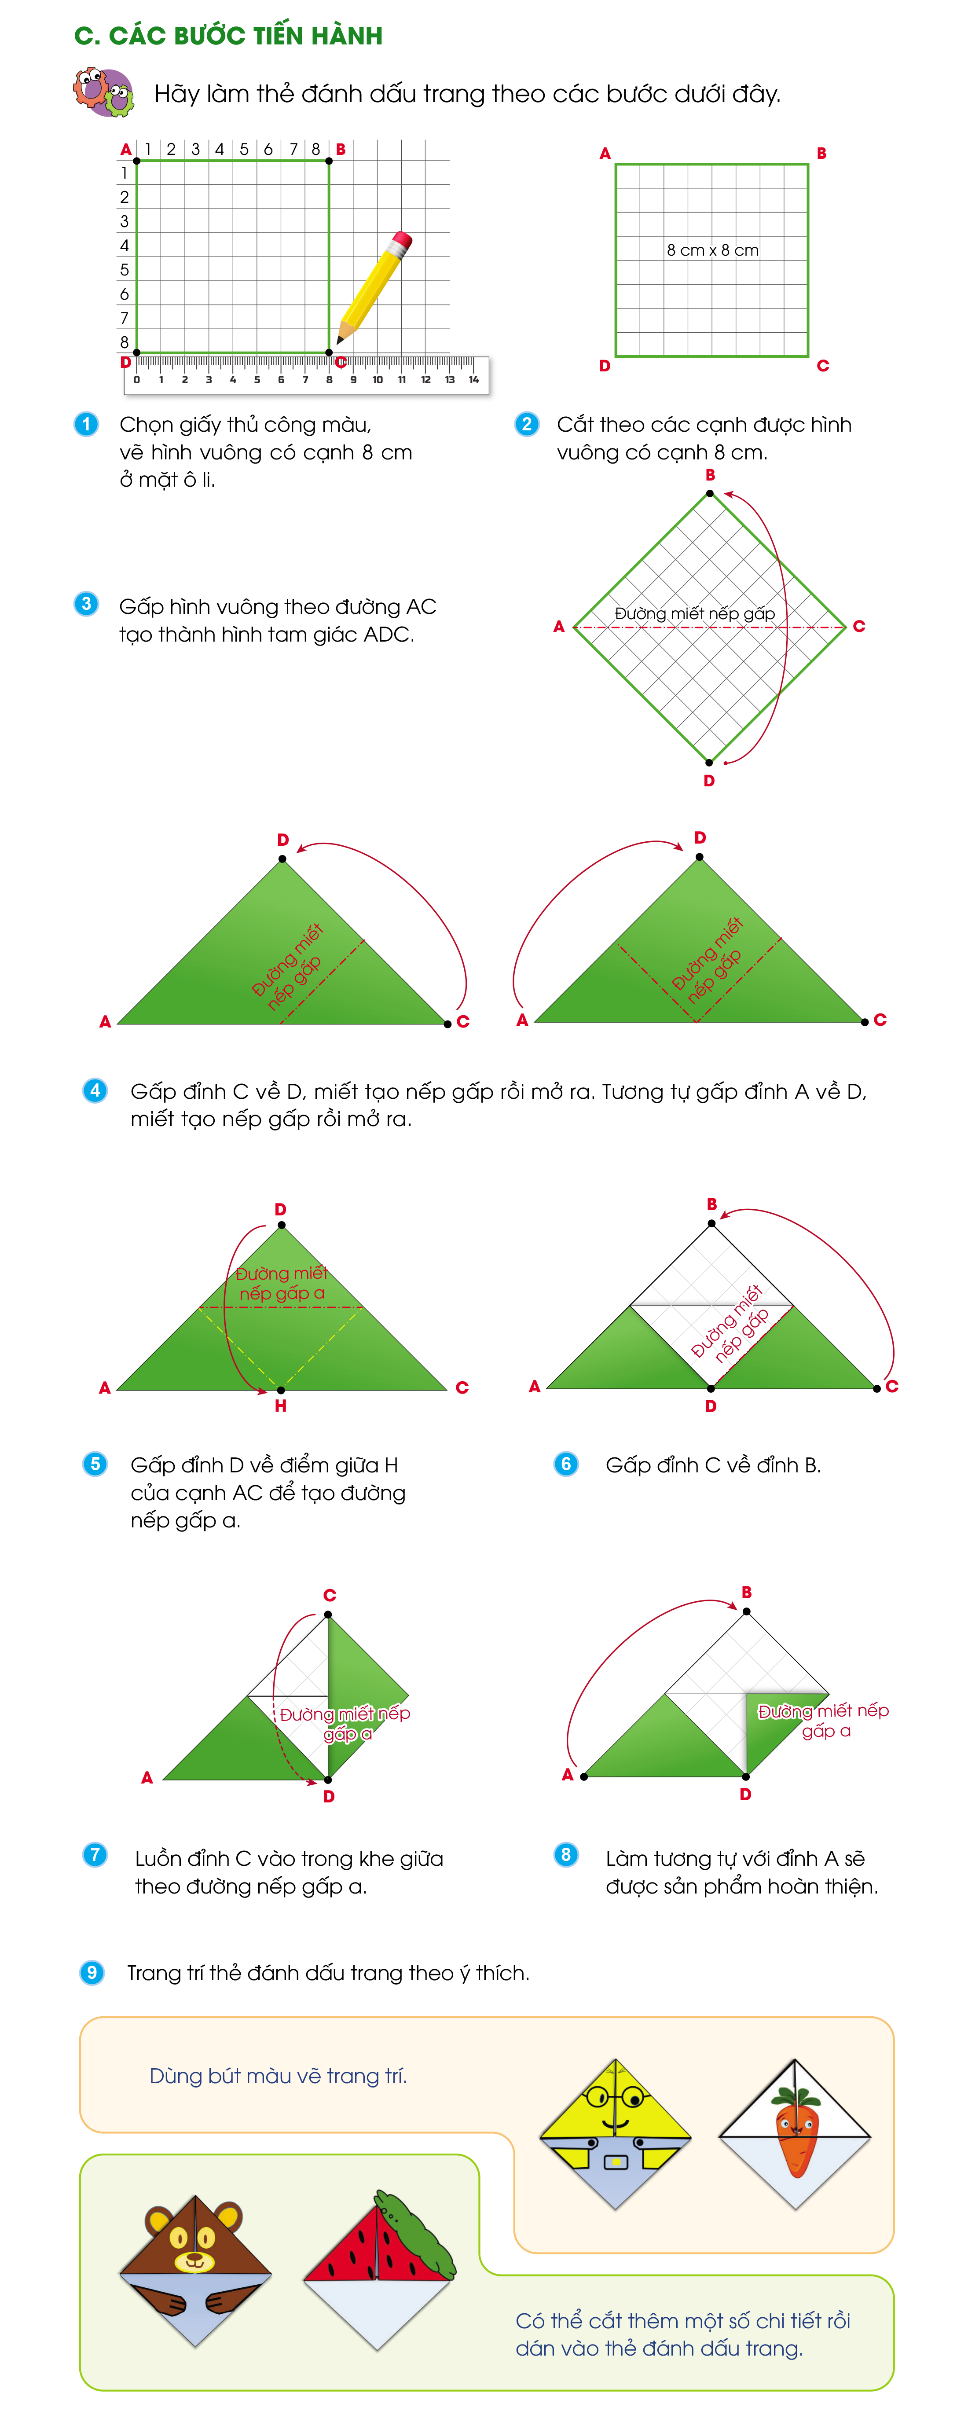 C. CÁC BƯỚC TIẾN HÀNH
Hãy làm thẻ đánh dấu trang theo các bước dưới đây.
A 1 2 3 4 5 6 7 8 B
1
2
3
4
5
6
7
8
D C
0 1 2 3 4 5 6 7 8 9 10 11 12 13 14
A B
8 cm x 8 cm
D C
1 Chọn giấy thủ công màu,
vẽ hình vuông có cạnh 8 cm
ở mặt ô li.
2 Cắt theo các cạnh được hình
vuông có cạnh 8 cm.
3 Gấp hình vuông theo đường AC
tạo thành hình tam giác ADC.
B
Đường miết nếp gấp
A C
D
D
Đường miết
nếp gấp
A C
D
Đường miết
nếp gấp
A C
4 Gấp đỉnh C về D, miết tạo nếp gấp rồi mở ra. Tương tự gấp đỉnh A về D,
miết tạo nếp gấp rồi mở ra.
D
Đường miết
nếp gấp a
A C
H
B
Đường miết
nếp gấp
A C
D
5 Gấp đỉnh D về điểm giữa H
của cạnh AC để tạo đường
nếp gấp a.
6 Gấp đỉnh C về đỉnh B.
C
Đường miết nếp
gấp a
A
D
B
Đường miết nếp
gấp a
A
D
7 Luồn đỉnh C vào trong khe giữa
theo đường nếp gấp a.
8 Làm tương tự với đỉnh A sẽ
được sản phẩm hoàn thiện.
9 Trang trí thẻ đánh dấu trang theo ý thích.
Dùng bút màu vẽ trang trí.
Có thể cắt thêm một số chi tiết rồi
dán vào thẻ đánh dấu trang.